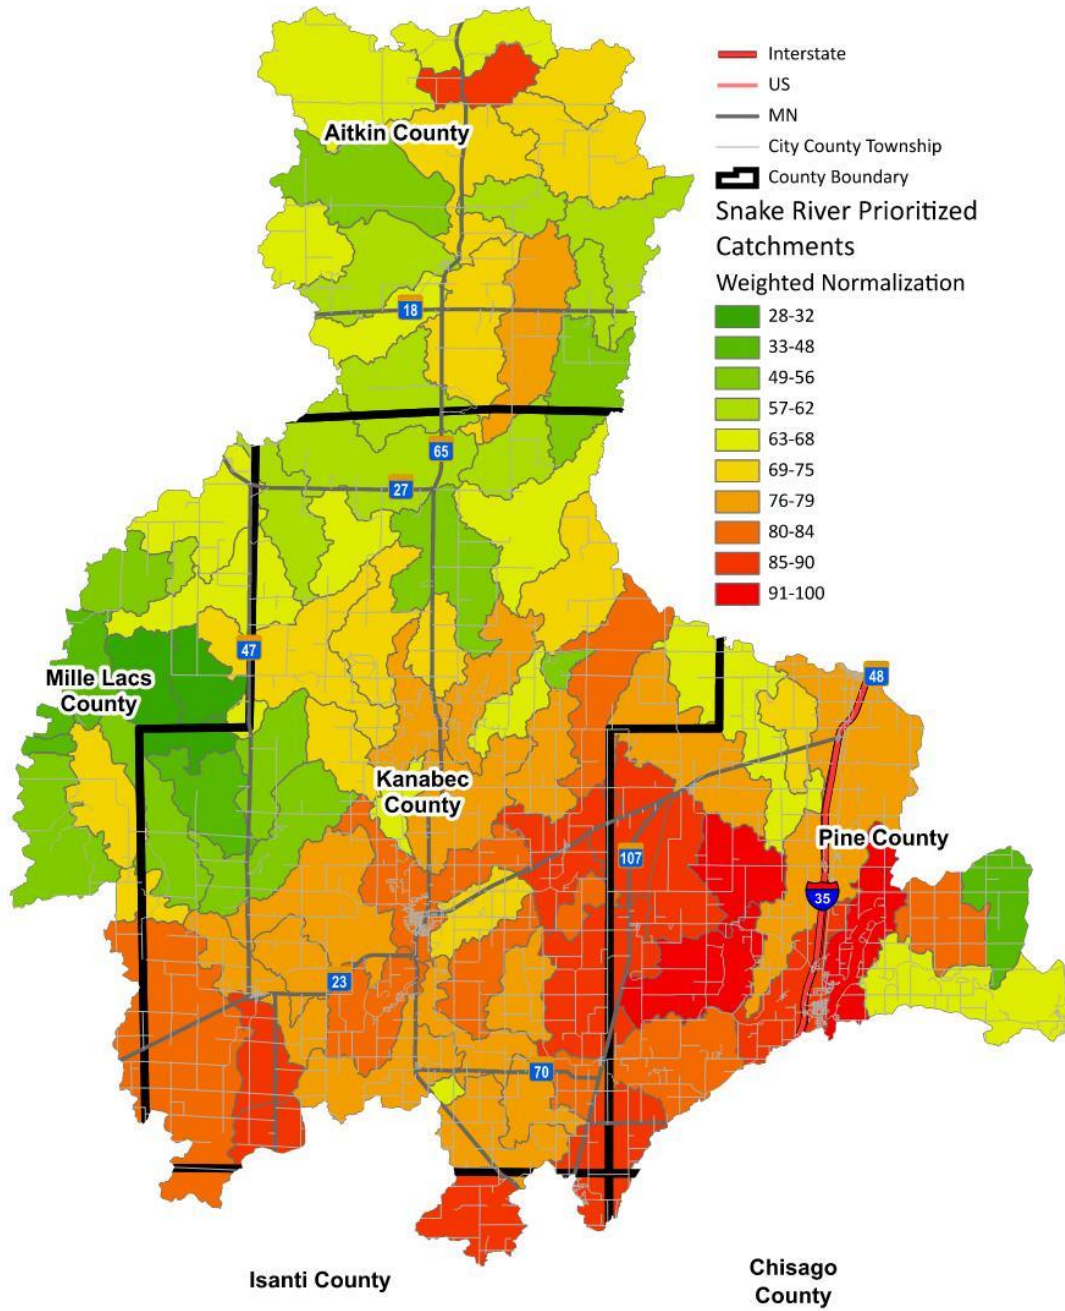 Interstate
US
MN
City County Township
County Boundary
Snake River Prioritized
Catchments
Weighted Normalization
28-32
33-48
49-56
57-62
63-68
69-75
76-79
80-84
85-90
91-100
Aitkin County
18
65
27
47
Mille Lacs
County
48
Kanabec
County
Pine County
107
35
23
70
Isanti County
Chisago
County